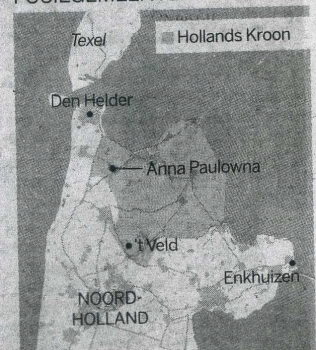 Texel
Hollands Kroon
Den Helder
Anna Paulowna
't Veld
Enkhuizen
NOORD-
HOLLAND